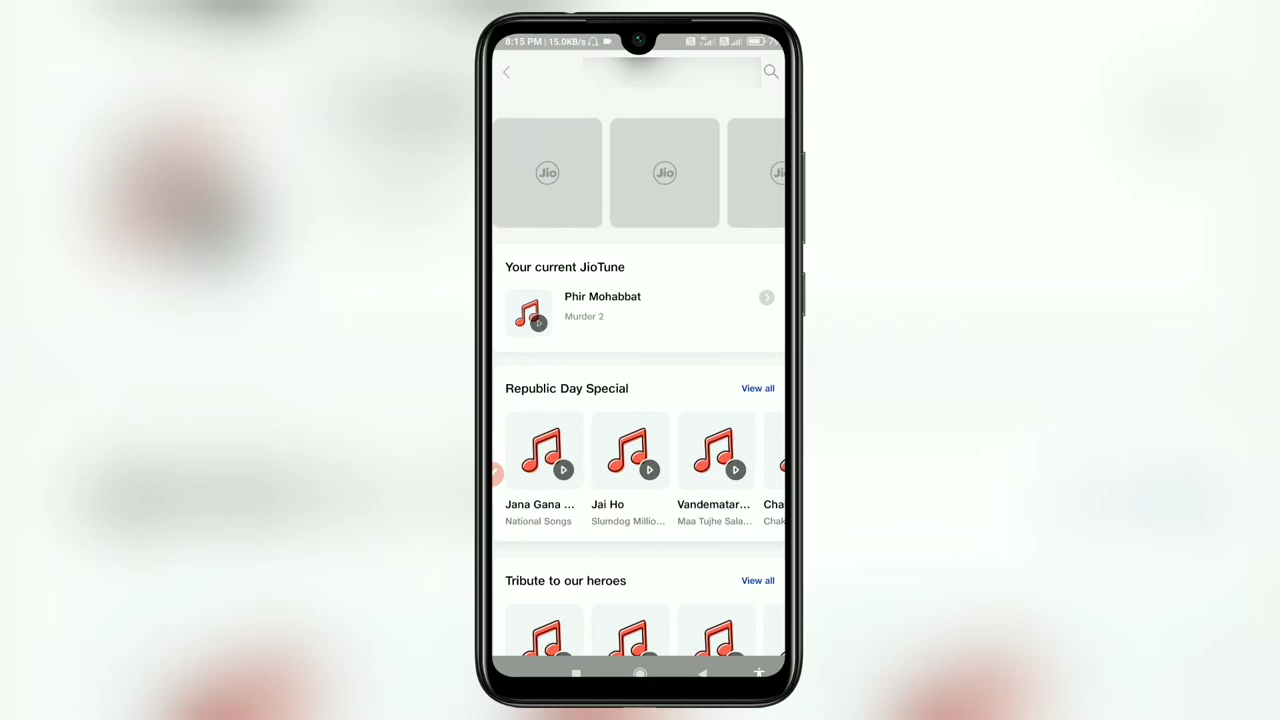 8:15 PM | 15.0KB/s
Jio
Jio
Your current JioTune
Phir Mohabbat
Murder 2
Republic Day Special
View all
Jana Gana ...
Jai Ho
Vandematar...
Cha
National Songs
Slumdog Millio...
Maa Tujhe Sala...
Chak
Tribute to our heroes
View all